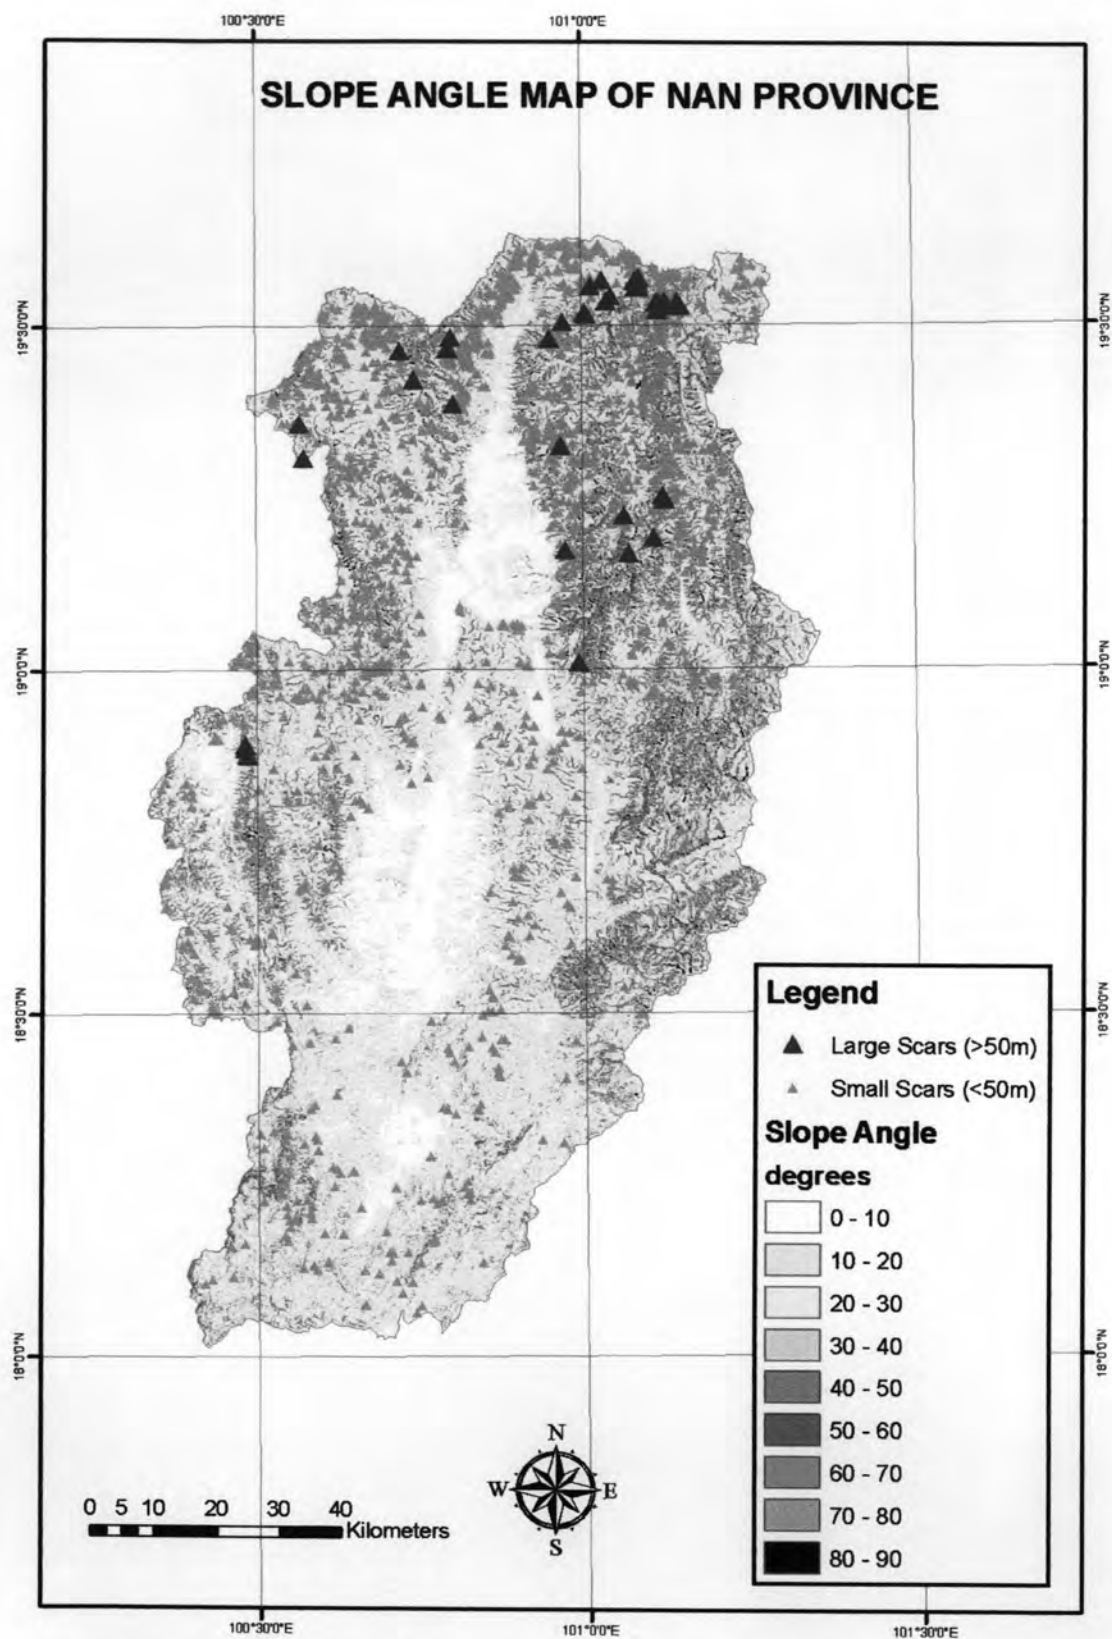 100°30'0"E 101°0'0"E
SLOPE ANGLE MAP OF NAN PROVINCE
19°30'0"N 19°30'0"N
19°0'0"N 19°0'0"N
18°30'0"N 18°30'0"N
Legend
Large Scars (>50m)
Small Scars (<50m)
Slope Angle
degrees
0 - 10
10 - 20
20 - 30
30 - 40
40 - 50
50 - 60
60 - 70
70 - 80
80 - 90
18°0'0"N 18°0'0"N
N
W E
S
0 5 10 20 30 40
Kilometers
100°30'0"E 101°0'0"E 101°30'0"E